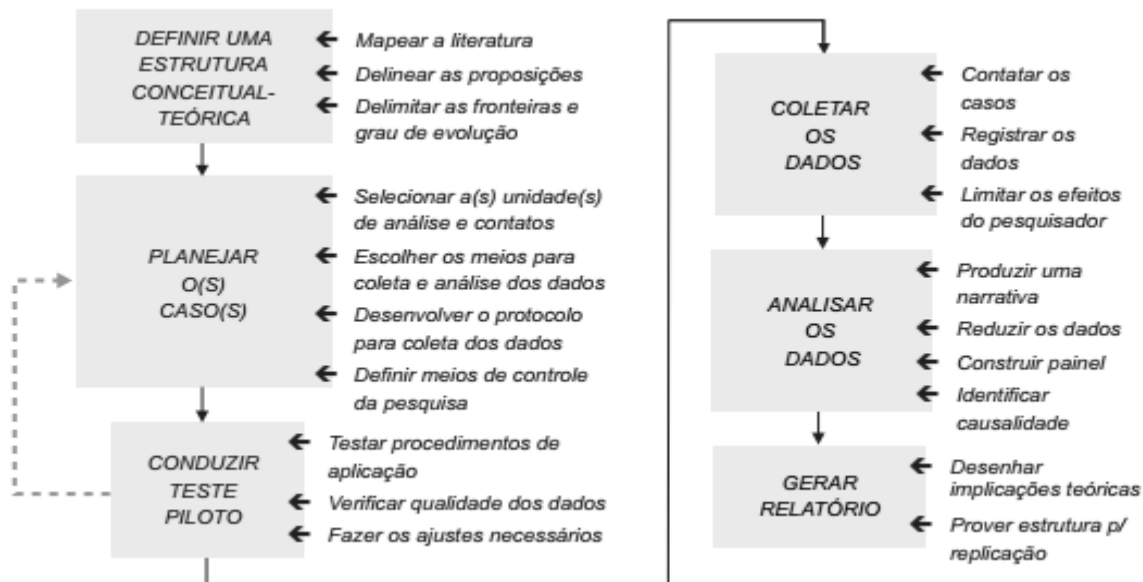 DEFINIR UMA
ESTRUTURA
CONCEITUAL-
TEÓRICA
Mapear a literatura
Delinear as proposições
Delimitar as fronteiras e
grau de evolução
PLANEJAR
O(S)
CASO(S)
Selecionar a(s) unidade(s)
de análise e contatos
Escolher os meios para
coleta e análise dos dados
Desenvolver o protocolo
para coleta dos dados
Definir meios de controle
da pesquisa
CONDUZIR
TESTE
PILOTO
Testar procedimentos de
aplicação
Verificar qualidade dos dados
Fazer os ajustes necessários
COLETAR
OS
DADOS
Contatar os
casos
Registrar os
dados
Limitar os efeitos
do pesquisador
ANALISAR
OS
DADOS
Produzir uma
narrativa
Reduzir os dados
Construir painel
Identificar
causalidade
GERAR
RELATÓRIO
Desenhar
implicações teóricas
Prover estrutura p/
replicação